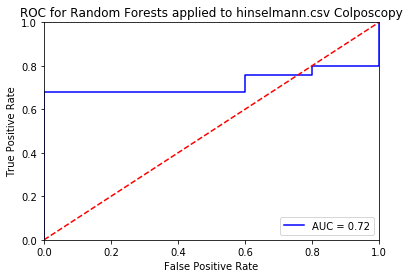 ROC for Random Forests applied to hinselmann.csv Colposcopy
1.0
0.8
0.6
0.4
0.2
0.0
True Positive Rate
0.0 0.2 0.4 0.6 0.8 1.0
False Positive Rate
AUC = 0.72